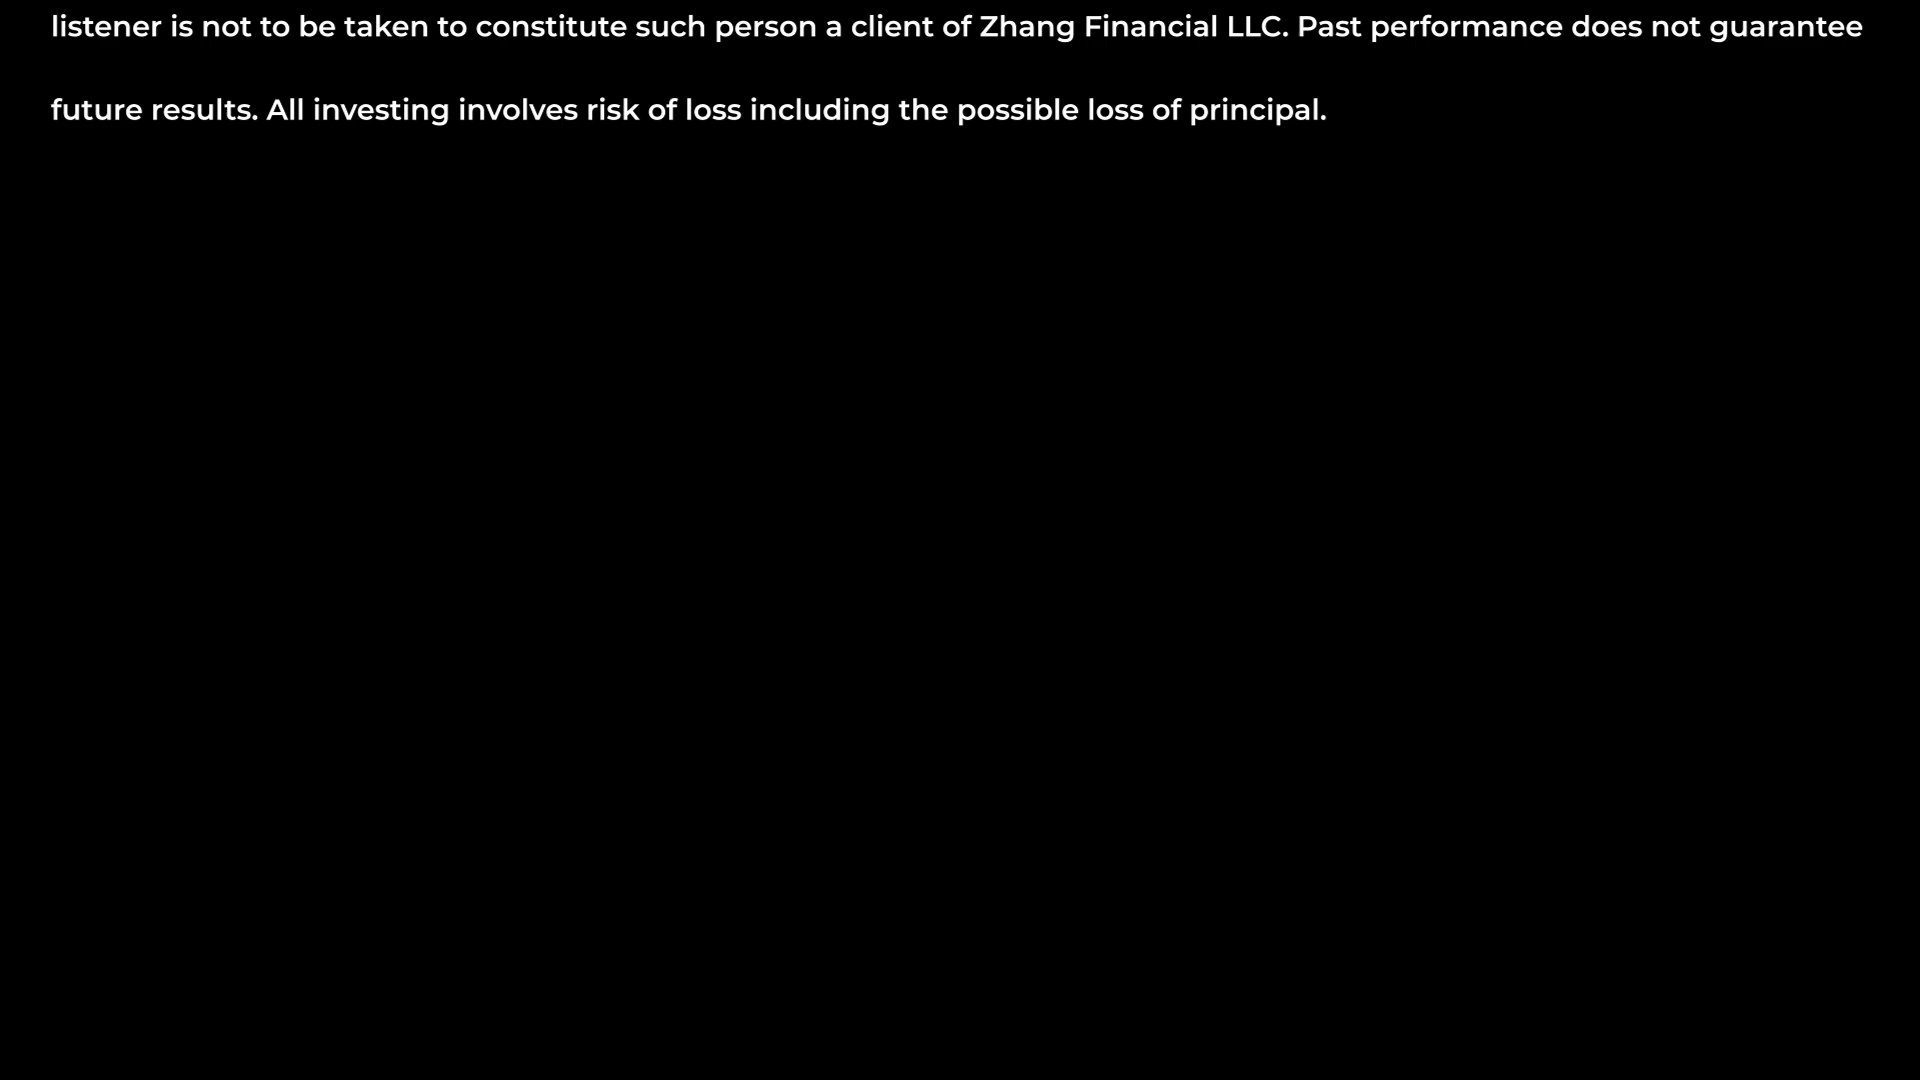 listener is not to be taken to constitute such person a client of Zhang Financial LLC. Past performance does not guarantee
future results. All investing involves risk of loss including the possible loss of principal.